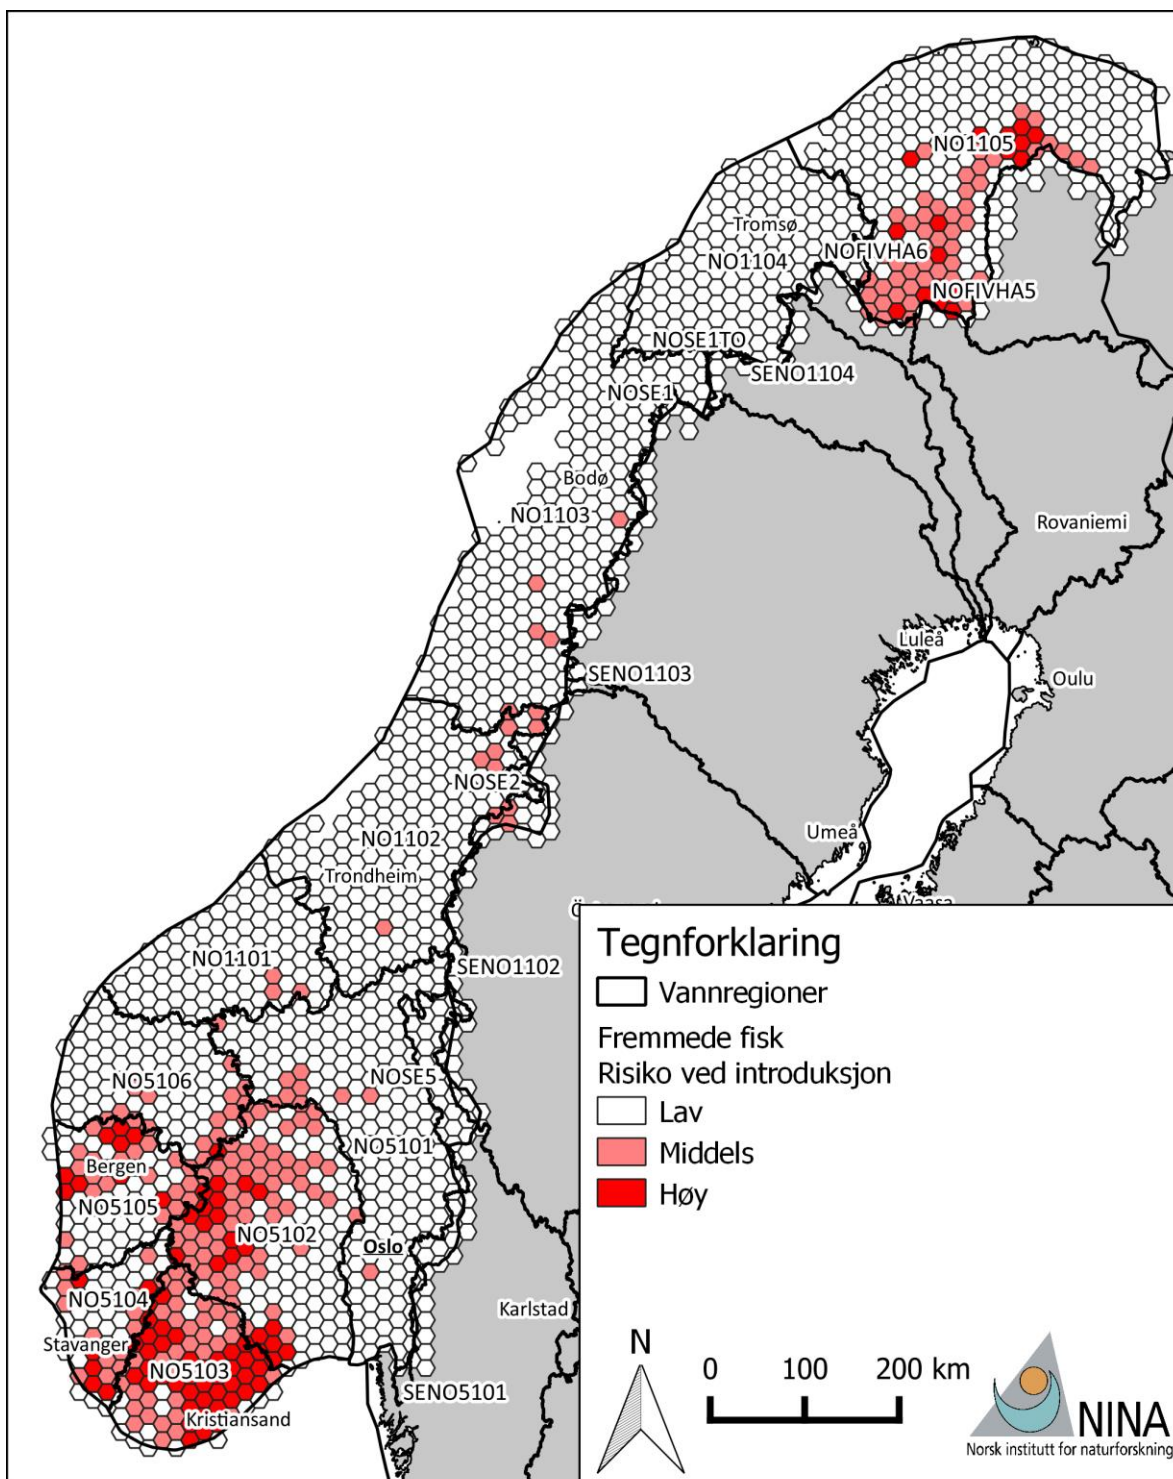 NO1105
Tromsø
NOFIVHA6
NO1104
NOFIVHA5
NOSE1TO
SENO1104
NOSE1
Bodø
NO1103
Rovaniemi
Luleå
SENO1103
Oulu
NOSE2
Umeå
NO1102
Trondheim
Vaasa
NO1101
SENO1102
NOSE5
NO5106
NO5101
Bergen
NO5105
NO5102
Oslo
NO5104
Karlstad
Stavanger
NO5103
SENO5101
Kristiansand
Tegnforklaring
Vannregioner
Fremmede fisk
Risiko ved introduksjon
Lav
Middels
Høy
N
0 100 200 km
NINA
Norsk institutt for naturforskning